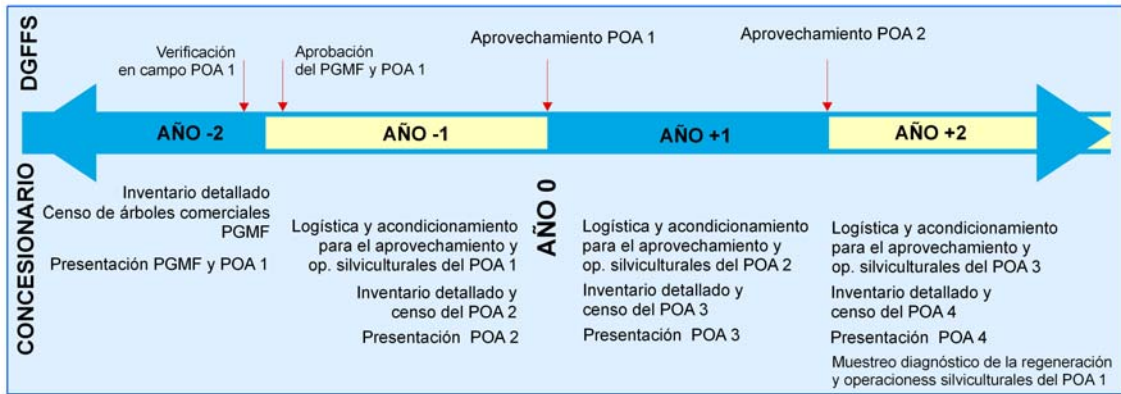 DGFFS
Verificación
en campo POA 1
Aprobación
del PGMF y POA 1
Aprovechamiento POA 1
Aprovechamiento POA 2
AÑO -2
AÑO -1
AÑO +1
AÑO +2
CONCESIONARIO
Inventario detallado
Censo de árboles comerciales
PGMF
Presentación PGMF y POA 1
Logística y acondicionamiento
para el aprovechamiento y
op. silviculturales del POA 1
Inventario detallado y
censo del POA 2
Presentación POA 2
AÑO 0
Logística y acondicionamiento
para el aprovechamiento y
op. silviculturales del POA 2
Inventario detallado y
censo del POA 3
Presentación POA 3
Logística y acondicionamiento
para el aprovechamiento y
op. silviculturales del POA 3
Inventario detallado y
censo del POA 4
Presentación POA 4
Muestreo diagnóstico de la regeneración
y operacioness silviculturales del POA 1